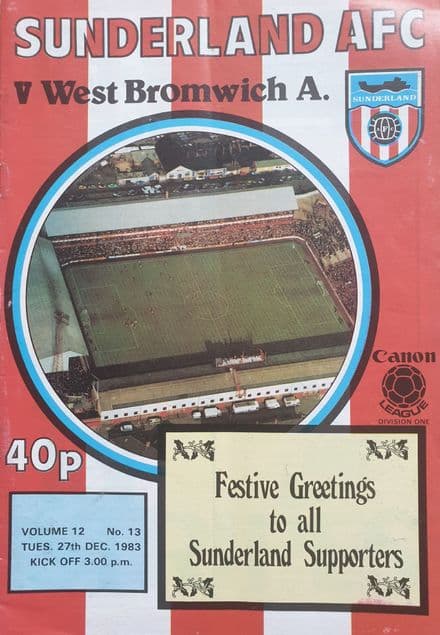 SUNDERLAND AFC
V West Bromwich A.
SUNDERLAND
Canon
LEAGUE
DIVISION ONE
40p
VOLUME 12 No. 13
TUES. 27th DEC. 1983
KICK OFF 3.00 p.m.
Festive Greetings
to all
Sunderland Supporters